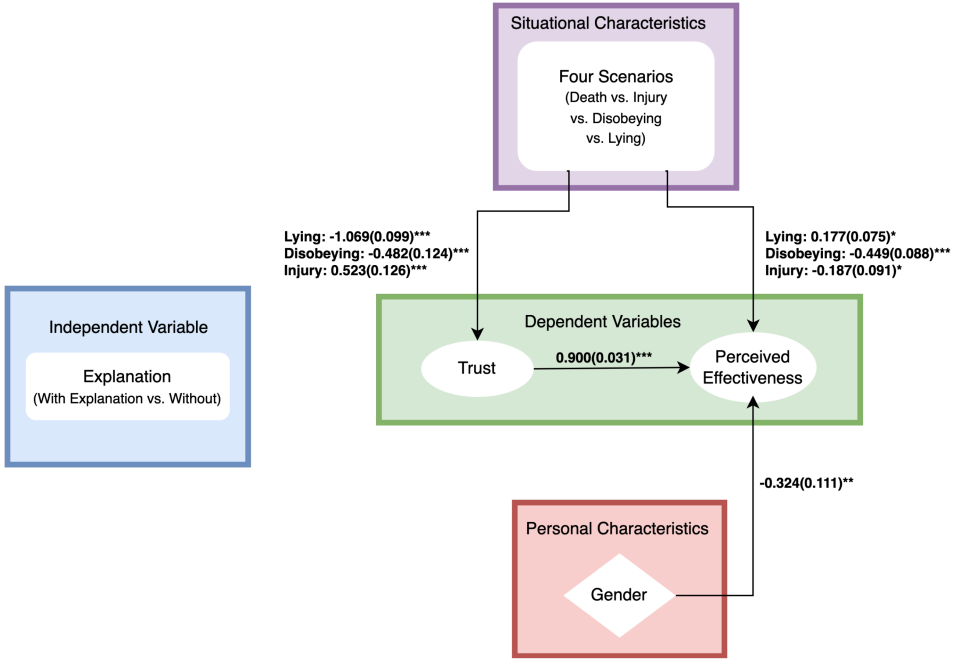 Situational Characteristics
Four Scenarios
(Death vs. Injury
vs. Disobeying
vs. Lying)
Lying: -1.069(0.099)***
Disobeying: -0.482(0.124)***
Injury: 0.523(0.126)***
Lying: 0.177(0.075)*
Disobeying: -0.449(0.088)***
Injury: -0.187(0.091)*
Independent Variable
Explanation
(With Explanation vs. Without)
Dependent Variables
Trust
0.900(0.031)***
Perceived
Effectiveness
-0.324(0.111)**
Personal Characteristics
Gender